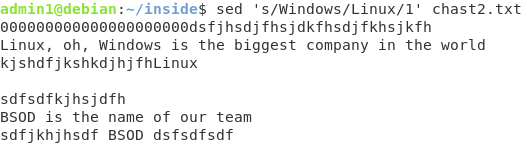 admin1@debian:~/inside$ sed 's/Windows/Linux/1' chast2.txt
000000000000000000000dsfjhsdjfhsjdkfhsdjfkhsjkfh
Linux, oh, Windows is the biggest company in the world
kjshdfjkshkdjhjfhLinux

sdfsdfkjhsjdfh
BSOD is the name of our team
sdfjkhjhsdf BSOD dsfsdfsdf